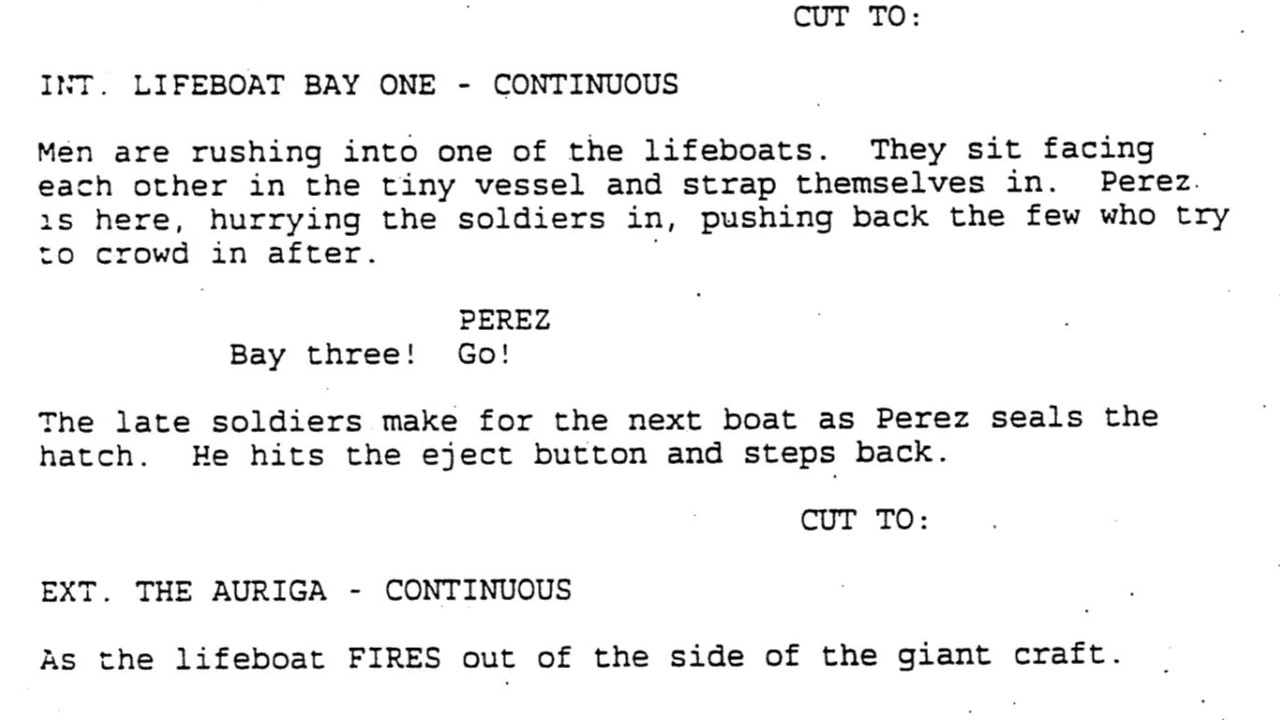 CUT TO:
INT. LIFEBOAT BAY ONE - CONTINUOUS
Men are rushing into one of the lifeboats. They sit facing
each other in the tiny vessel and strap themselves in. Perez
is here, hurrying the soldiers in, pushing back the few who try
to crowd in after.
PEREZ
Bay three! Go!
The late soldiers make for the next boat as Perez seals the
hatch. He hits the eject button and steps back.
CUT TO:
EXT. THE AURIGA - CONTINUOUS
As the lifeboat FIRES out of the side of the giant craft.